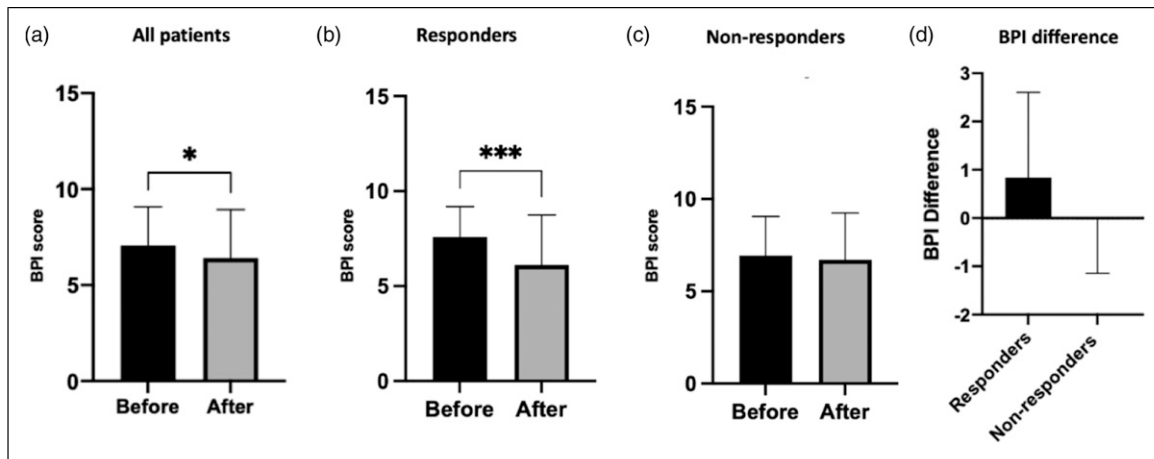 (a) All patients
BPI score
15
10
5
0
*
Before After
(b) Responders
BPI score
15
10
5
0
***
Before After
(c) Non-responders
BPI score
15
10
5
0
Before After
(d) BPI difference
BPI Difference
3
2
1
0
-1
-2
Responders
Non-responders